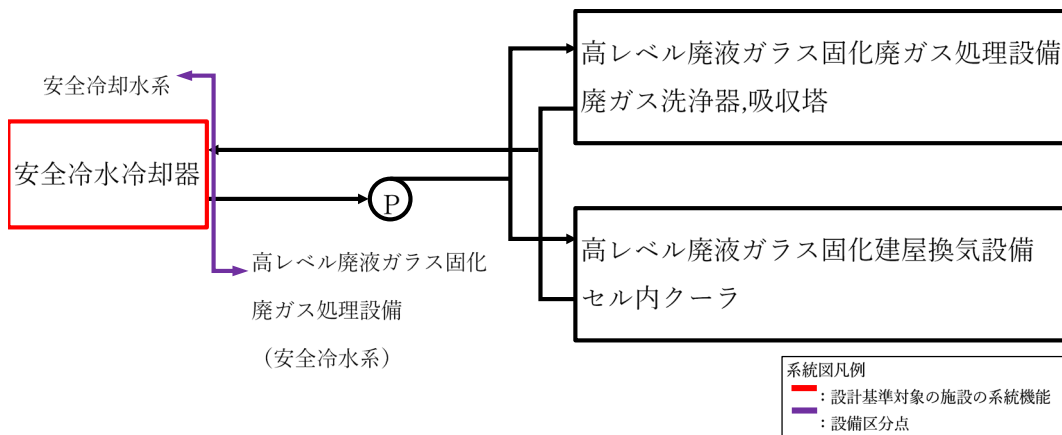 高レベル廃液ガラス固化廃ガス処理設備
廃ガス洗浄器,吸収塔
安全冷却水系
安全冷水冷却器
P
高レベル廃液ガラス固化
廃ガス処理設備
（安全冷水系）
高レベル廃液ガラス固化建屋換気設備
セル内クーラ
系統図凡例
：設計基準対象の施設の系統機能
：設備区分点